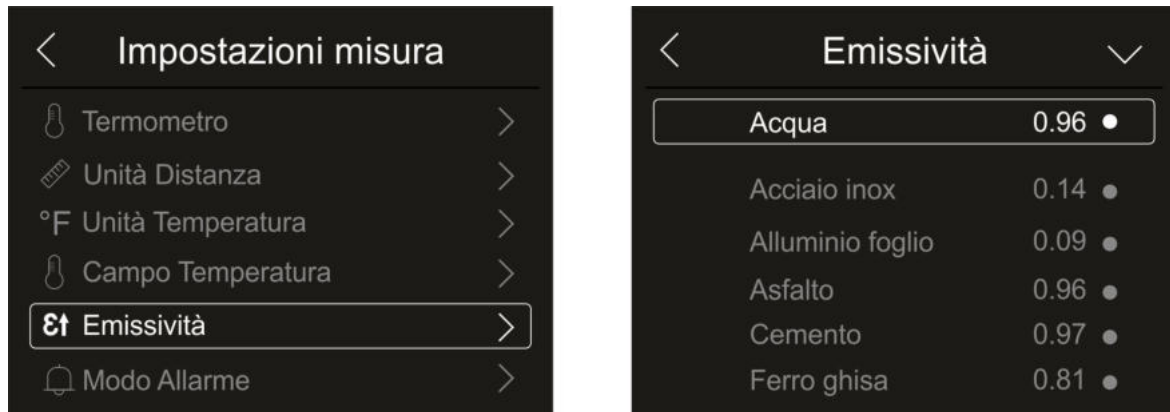 Impostazioni misura
Termometro
Unità Distanza
°F Unità Temperatura
Campo Temperatura
Ɛ↑ Emissività
Modo Allarme
Emissività
Acqua 0.96
Acciaio inox 0.14
Alluminio foglio 0.09
Asfalto 0.96
Cemento 0.97
Ferro ghisa 0.81